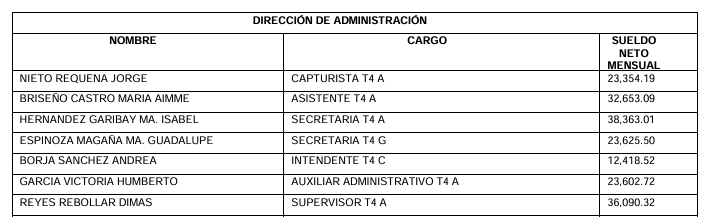 DIRECCIÓN DE ADMINISTRACIÓN
NOMBRE CARGO SUELDO NETO MENSUAL
NIETO REQUENA JORGE CAPTURISTA T4 A 23,354.19
BRISEÑO CASTRO MARIA AIMME ASISTENTE T4 A 32,653.09
HERNANDEZ GARIBAY MA. ISABEL SECRETARIA T4 A 38,363.01
ESPINOZA MAGAÑA MA. GUADALUPE SECRETARIA T4 G 23,625.50
BORJA SANCHEZ ANDREA INTENDENTE T4 C 12,418.52
GARCIA VICTORIA HUMBERTO AUXILIAR ADMINISTRATIVO T4 A 23,602.72
REYES REBOLLAR DIMAS SUPERVISOR T4 A 36,090.32